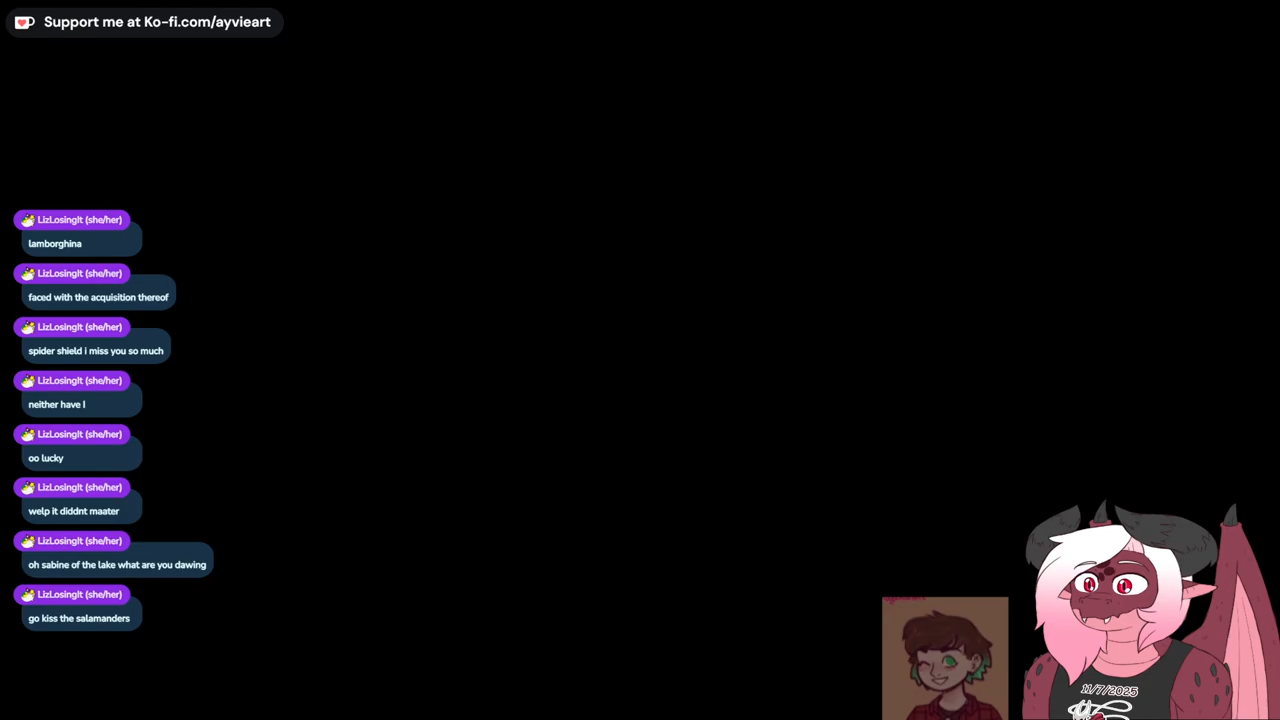 Support me at Ko-fi.com/ayvieart
LizLosingIt (she/her)
lamborghina
LizLosingIt (she/her)
faced with the acquisition thereof
LizLosingIt (she/her)
spider shield i miss you so much
LizLosingIt (she/her)
neither have I
LizLosingIt (she/her)
oo lucky
LizLosingIt (she/her)
welp it diddnt maater
LizLosingIt (she/her)
oh sabine of the lake what are you dawing
LizLosingIt (she/her)
go kiss the salamanders
11/7/2025